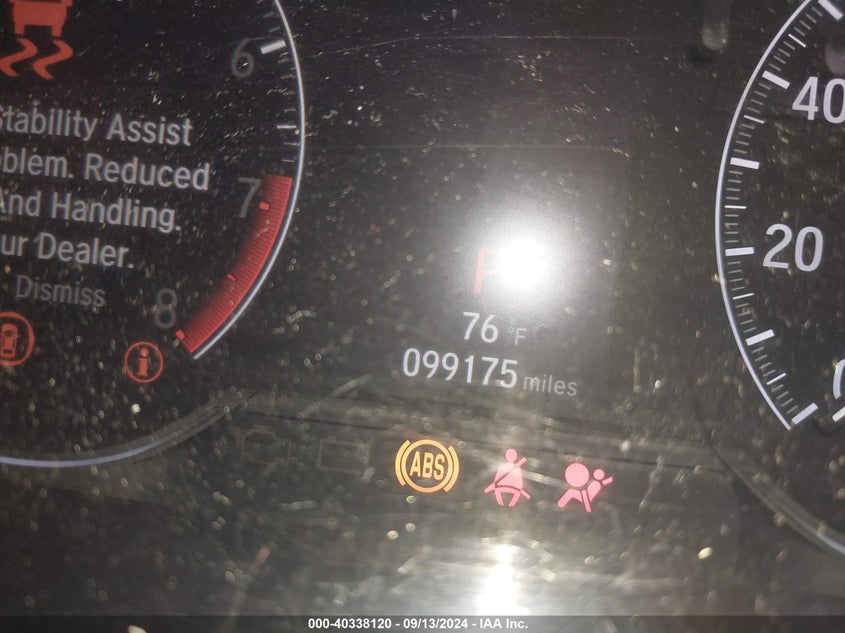 6
Stability Assist
oblem. Reduced
And Handling.
ur Dealer.
Dismiss
7
8
P
76 °F
099175 miles
ABS
40
20
000-40338120 - 09/13/2024 - IAA Inc.